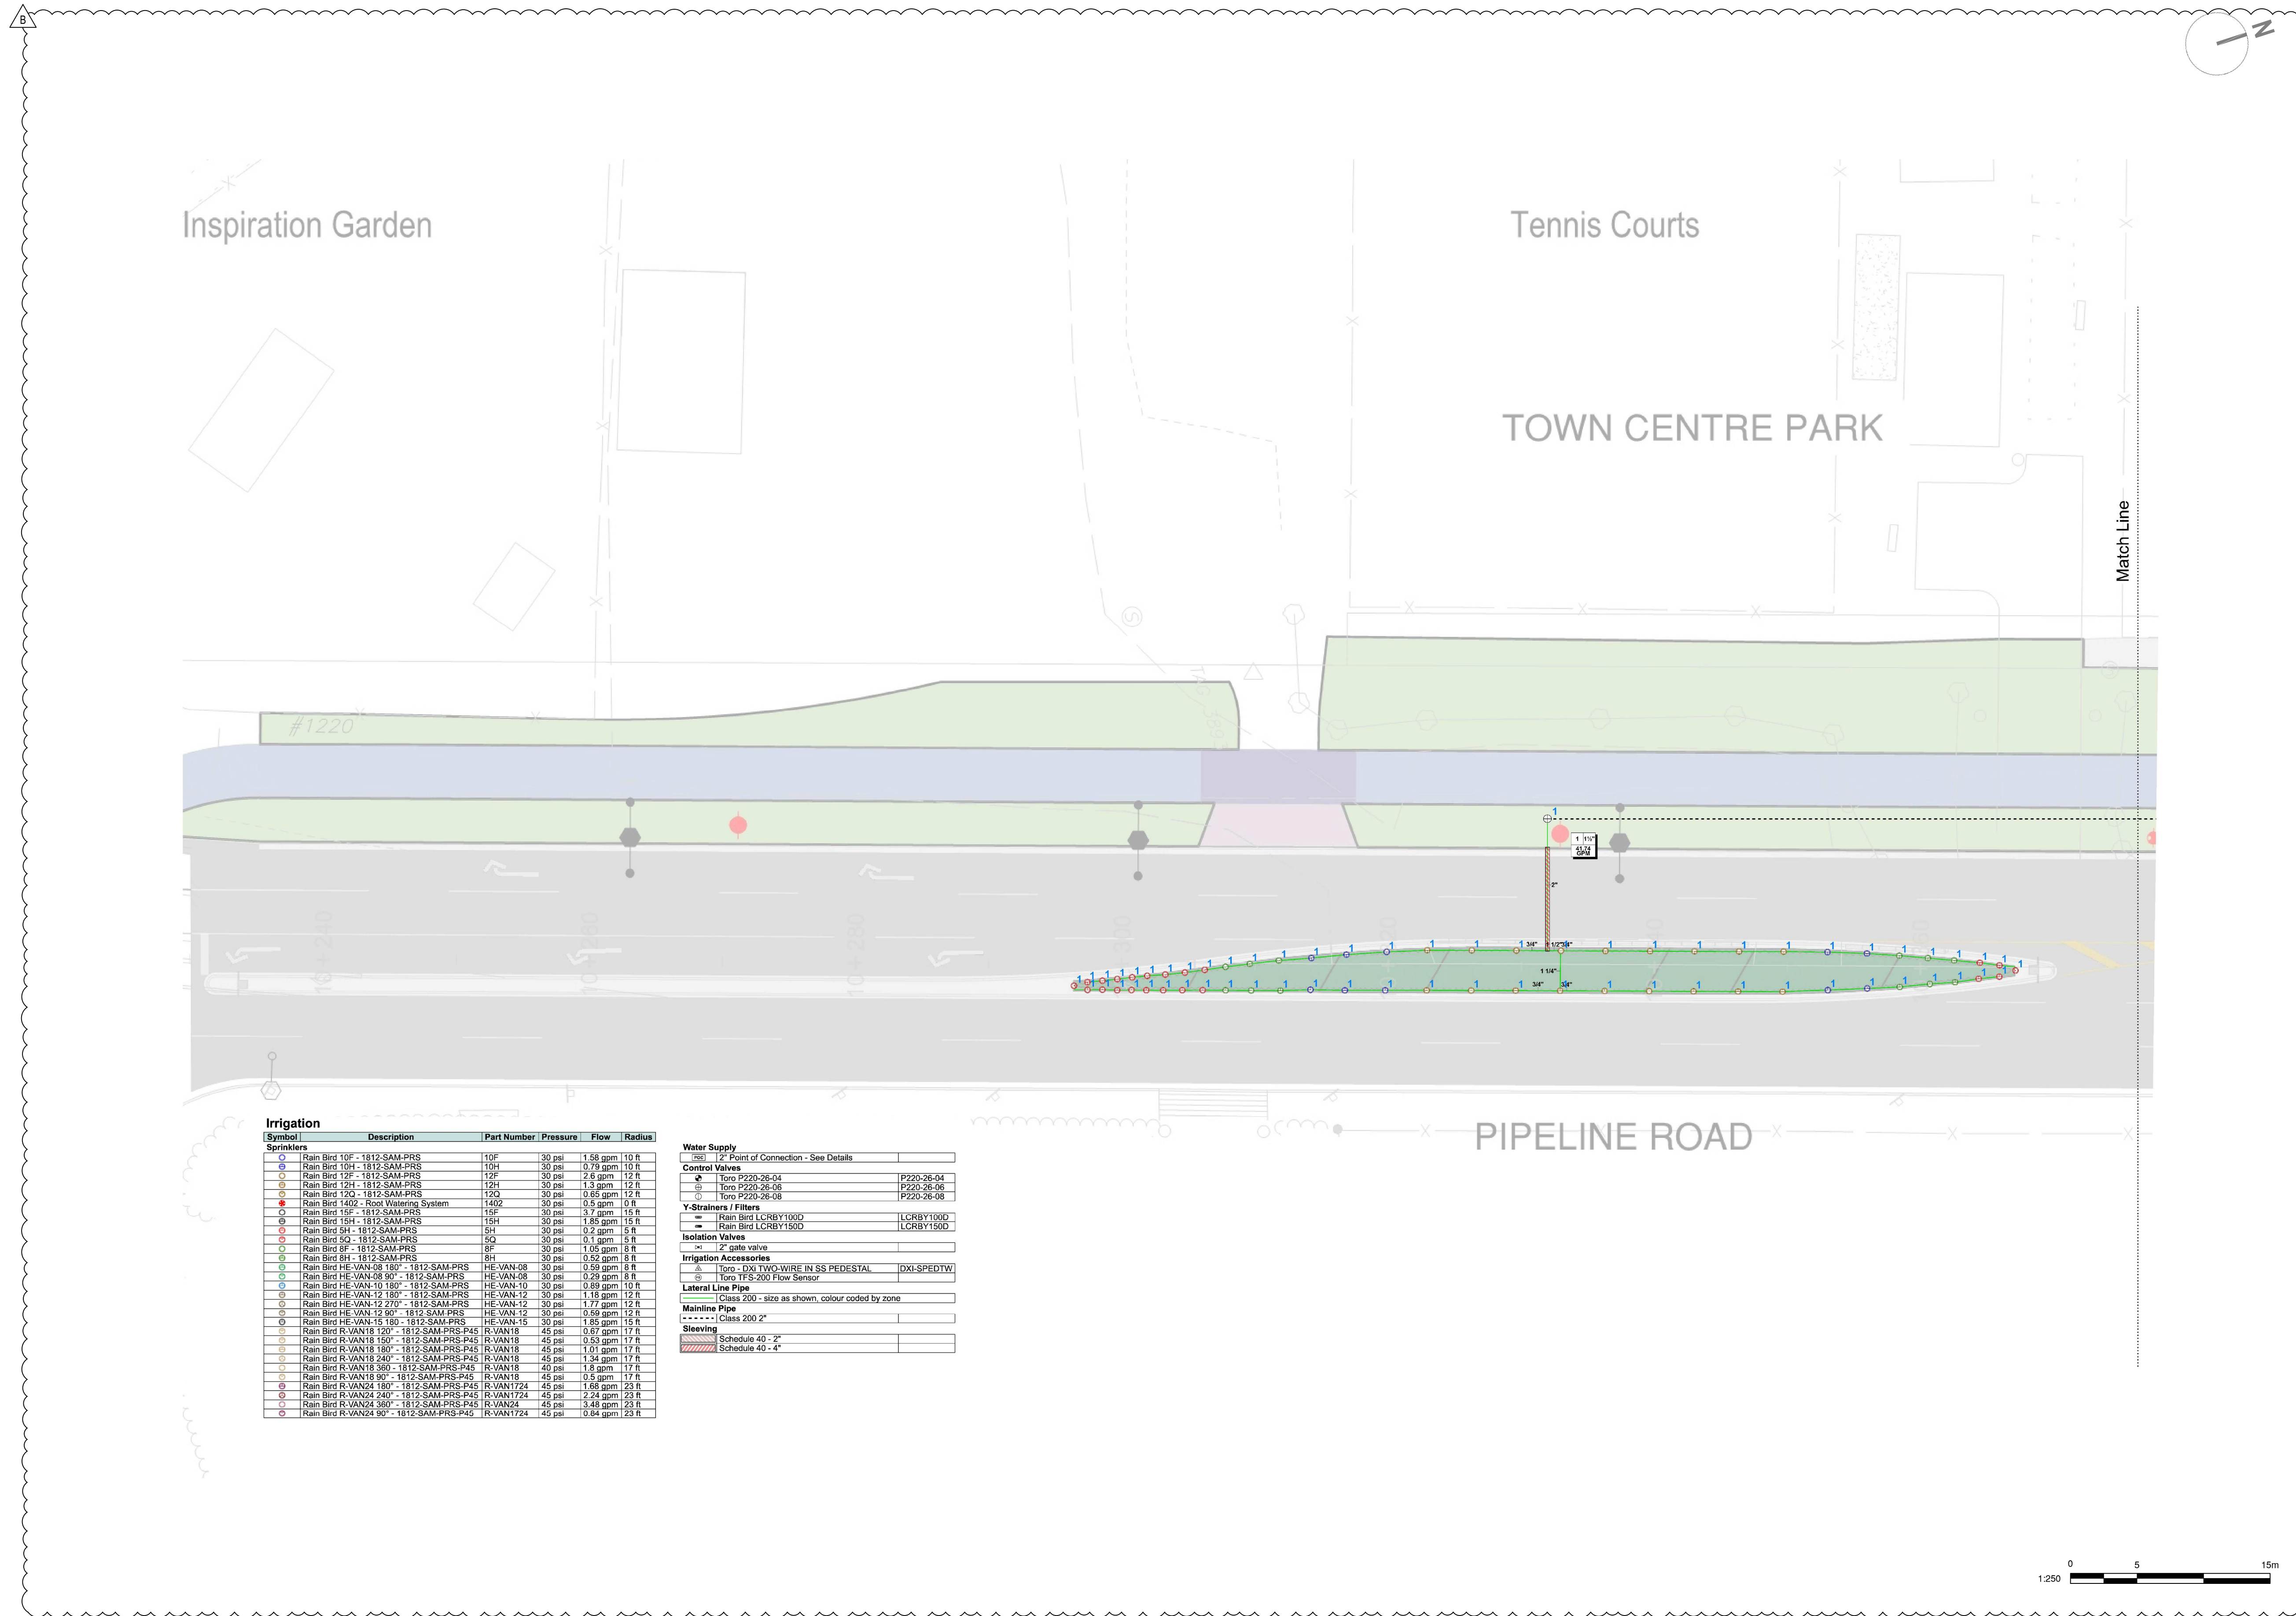 B
N
Inspiration Garden
Tennis Courts
TOWN CENTRE PARK
Match Line
#1220
1
1 1½"
41.74
GPM
2"
3/4" 1 1/2" 3/4"
1 1/4"
3/4" 3/4"
10+240
10+260
10+280
PIPELINE ROAD
Irrigation
Symbol Description Part Number Pressure Flow Radius
Sprinklers
Rain Bird 10F - 1812-SAM-PRS 10F 30 psi 1.58 gpm 10 ft
Rain Bird 10H - 1812-SAM-PRS 10H 30 psi 0.79 gpm 10 ft
Rain Bird 12F - 1812-SAM-PRS 12F 30 psi 2.6 gpm 12 ft
Rain Bird 12H - 1812-SAM-PRS 12H 30 psi 1.3 gpm 12 ft
Rain Bird 12Q - 1812-SAM-PRS 12Q 30 psi 0.65 gpm 12 ft
Rain Bird 1402 - Root Watering System 1402 30 psi 0.5 gpm 0 ft
Rain Bird 15F - 1812-SAM-PRS 15F 30 psi 3.7 gpm 15 ft
Rain Bird 15H - 1812-SAM-PRS 15H 30 psi 1.85 gpm 15 ft
Rain Bird 5H - 1812-SAM-PRS 5H 30 psi 0.2 gpm 5 ft
Rain Bird 5Q - 1812-SAM-PRS 5Q 30 psi 0.1 gpm 5 ft
Rain Bird 8F - 1812-SAM-PRS 8F 30 psi 1.05 gpm 8 ft
Rain Bird 8H - 1812-SAM-PRS 8H 30 psi 0.52 gpm 8 ft
Rain Bird HE-VAN-08 180° - 1812-SAM-PRS HE-VAN-08 30 psi 0.59 gpm 8 ft
Rain Bird HE-VAN-08 90° - 1812-SAM-PRS HE-VAN-08 30 psi 0.29 gpm 8 ft
Rain Bird HE-VAN-10 180° - 1812-SAM-PRS HE-VAN-10 30 psi 0.89 gpm 10 ft
Rain Bird HE-VAN-12 180° - 1812-SAM-PRS HE-VAN-12 30 psi 1.18 gpm 12 ft
Rain Bird HE-VAN-12 270° - 1812-SAM-PRS HE-VAN-12 30 psi 1.77 gpm 12 ft
Rain Bird HE-VAN-12 90° - 1812-SAM-PRS HE-VAN-12 30 psi 0.59 gpm 12 ft
Rain Bird HE-VAN-15 180 - 1812-SAM-PRS HE-VAN-15 30 psi 1.85 gpm 15 ft
Rain Bird R-VAN18 120° - 1812-SAM-PRS-P45 R-VAN18 45 psi 0.67 gpm 17 ft
Rain Bird R-VAN18 150° - 1812-SAM-PRS-P45 R-VAN18 45 psi 0.53 gpm 17 ft
Rain Bird R-VAN18 180° - 1812-SAM-PRS-P45 R-VAN18 45 psi 1.01 gpm 17 ft
Rain Bird R-VAN18 240° - 1812-SAM-PRS-P45 R-VAN18 45 psi 1.34 gpm 17 ft
Rain Bird R-VAN18 360 - 1812-SAM-PRS-P45 R-VAN18 40 psi 1.8 gpm 17 ft
Rain Bird R-VAN18 90° - 1812-SAM-PRS-P45 R-VAN18 45 psi 0.5 gpm 17 ft
Rain Bird R-VAN24 180° - 1812-SAM-PRS-P45 R-VAN1724 45 psi 1.68 gpm 23 ft
Rain Bird R-VAN24 240° - 1812-SAM-PRS-P45 R-VAN1724 45 psi 2.24 gpm 23 ft
Rain Bird R-VAN24 360° - 1812-SAM-PRS-P45 R-VAN24 45 psi 3.48 gpm 23 ft
Rain Bird R-VAN24 90° - 1812-SAM-PRS-P45 R-VAN1724 45 psi 0.84 gpm 23 ft
Water Supply
POC 2" Point of Connection - See Details
Control Valves
Toro P220-26-04 P220-26-04
Toro P220-26-06 P220-26-06
Toro P220-26-08 P220-26-08
Y-Strainers / Filters
Rain Bird LCRBY100D LCRBY100D
Rain Bird LCRBY150D LCRBY150D
Isolation Valves
2" gate valve
Irrigation Accessories
Toro - DXi TWO-WIRE IN SS PEDESTAL DXI-SPEDTW
Toro TFS-200 Flow Sensor
Lateral Line Pipe
Class 200 - size as shown, colour coded by zone
Mainline Pipe
Class 200 2"
Sleeving
Schedule 40 - 2"
Schedule 40 - 4"
0 5 15m
1:250